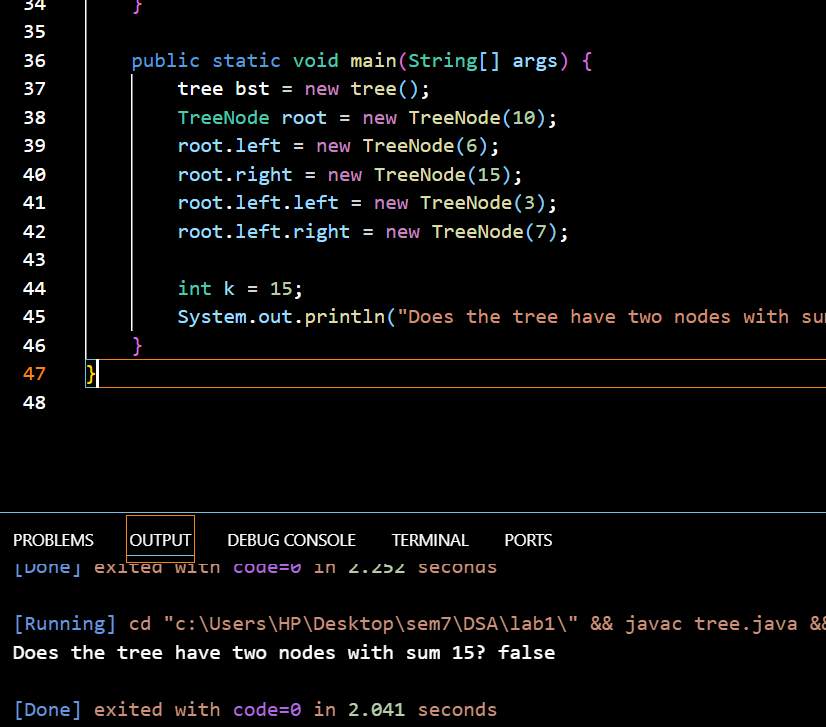 34 }
35
36 public static void main(String[] args) {
37 tree bst = new tree();
38 TreeNode root = new TreeNode(10);
39 root.left = new TreeNode(6);
40 root.right = new TreeNode(15);
41 root.left.left = new TreeNode(3);
42 root.left.right = new TreeNode(7);
43
44 int k = 15;
45 System.out.println("Does the tree have two nodes with su
46 }
47 }
48
PROBLEMS OUTPUT DEBUG CONSOLE TERMINAL PORTS
[Done] exited with code=0 in 2.252 seconds
[Running] cd "c:\Users\HP\Desktop\sem7\DSA\lab1\" && javac tree.java &&
Does the tree have two nodes with sum 15? false
[Done] exited with code=0 in 2.041 seconds